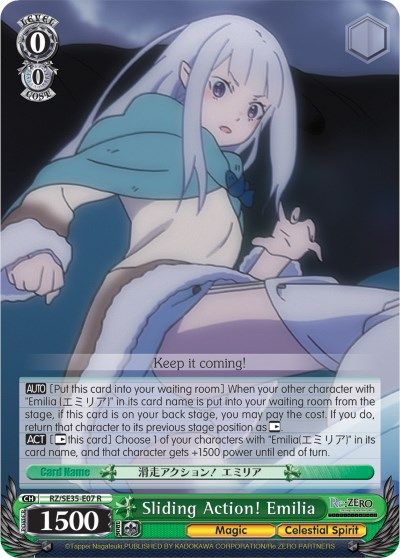 LEVEL
0
0
COST
Keep it coming!
AUTO [Put this card into your waiting room] When your other character with
"Emilia (エミリア)" in its card name is put into your waiting room from the
stage, if this card is on your back stage, you may pay the cost. If you do,
return that character to its previous stage position as
ACT [this card] Choose 1 of your characters with "Emilia(エミリア)" in
its card name, and that character gets +1500 power until end of turn.
Card Name 滑走アクション! エミリア
CH RZ/SE35-E07 R
POWER 1500 SOUL Sliding Action! Emilia Re:ZERO
Magic Celestial Spirit
©Tappei Nagatsuki,PUBLISHED BY KADOKAWA CORPORATION/Re:ZERO PARTNERS